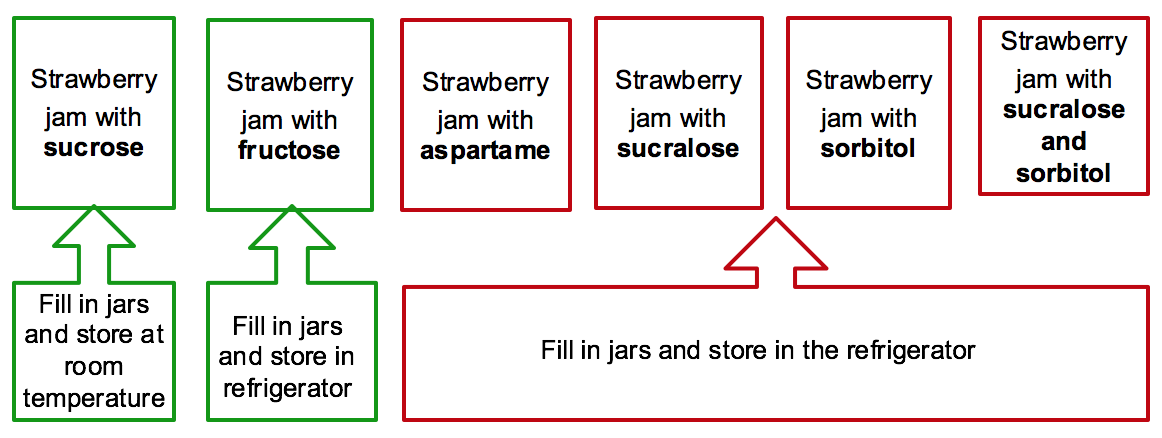 Strawberry
jam with
sucrose
Strawberry
jam with
fructose
Strawberry
jam with
aspartame
Strawberry
jam with
sucralose
Strawberry
jam with
sorbitol
Strawberry
jam with
sucralose
and
sorbitol
Fill in jars
and store at
room
temperature
Fill in jars
and store in
refrigerator
Fill in jars and store in the refrigerator